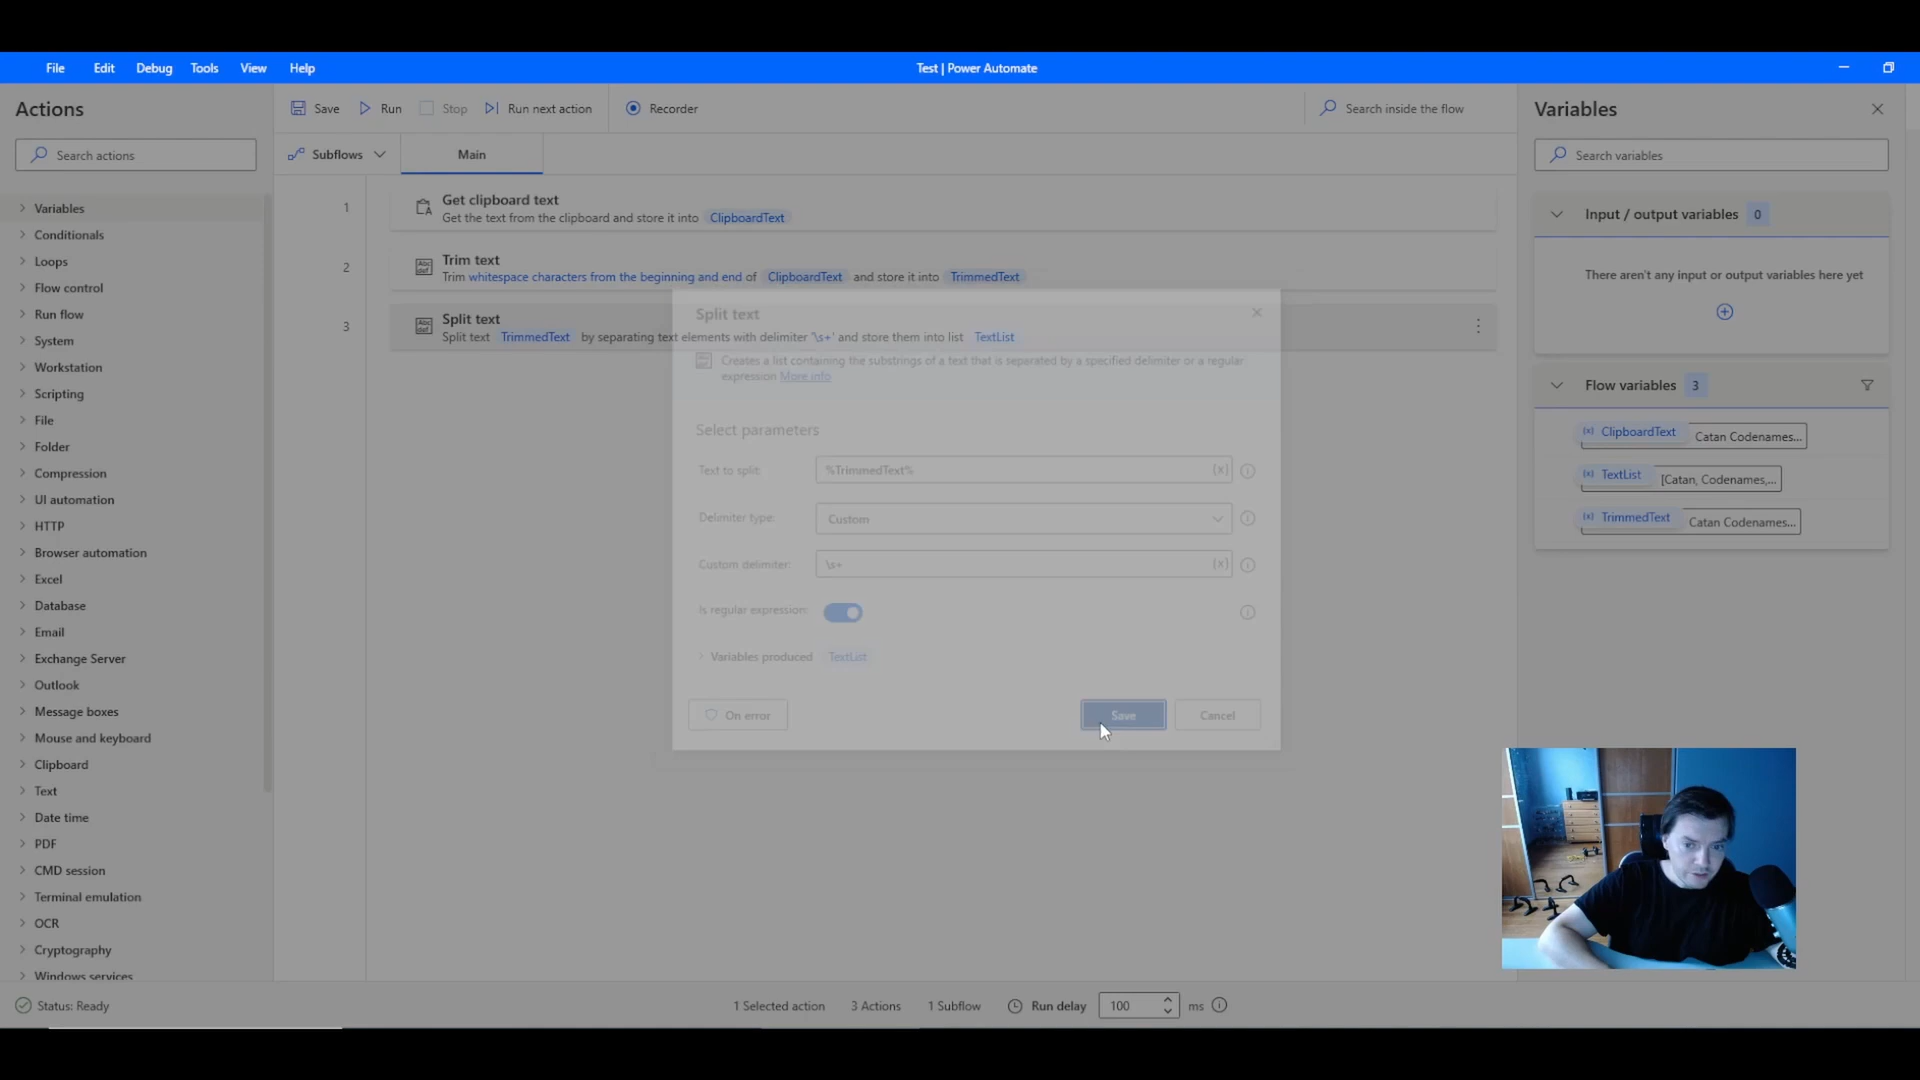 File Edit Debug Tools View Help
Test | Power Automate
Actions
Search actions
Variables
Conditionals
Loops
Flow control
Run flow
System
Workstation
Scripting
File
Folder
Compression
UI automation
HTTP
Browser automation
Excel
Database
Email
Exchange Server
Outlook
Message boxes
Mouse and keyboard
Clipboard
Text
Date time
PDF
CMD session
Terminal emulation
OCR
Cryptography
Windows services
Save Run Stop Run next action Recorder
Search inside the flow
Subflows Main
1 Get clipboard text
Get the text from the clipboard and store it into ClipboardText
2 Trim text
Trim whitespace characters from the beginning and end of ClipboardText and store it into TrimmedText
3 Split text
Split text TrimmedText by separating text elements with delimiter '\s+' and store them into list TextList
Split text
Creates a list containing the substrings of a text that is separated by a specified delimiter or a regular
expression More info
Select parameters
Text to split: %TrimmedText% {x}
Delimiter type: Custom
Custom delimiter: \s+ {x}
Is regular expression:
Variables produced TextList
On error Save Cancel
Variables
Search variables
Input / output variables 0
There aren't any input or output variables here yet
Flow variables 3
(x) ClipboardText Catan Codenames...
(x) TextList [Catan, Codenames,...
(x) TrimmedText Catan Codenames...
Status: Ready
1 Selected action 3 Actions 1 Subflow Run delay 100 ms